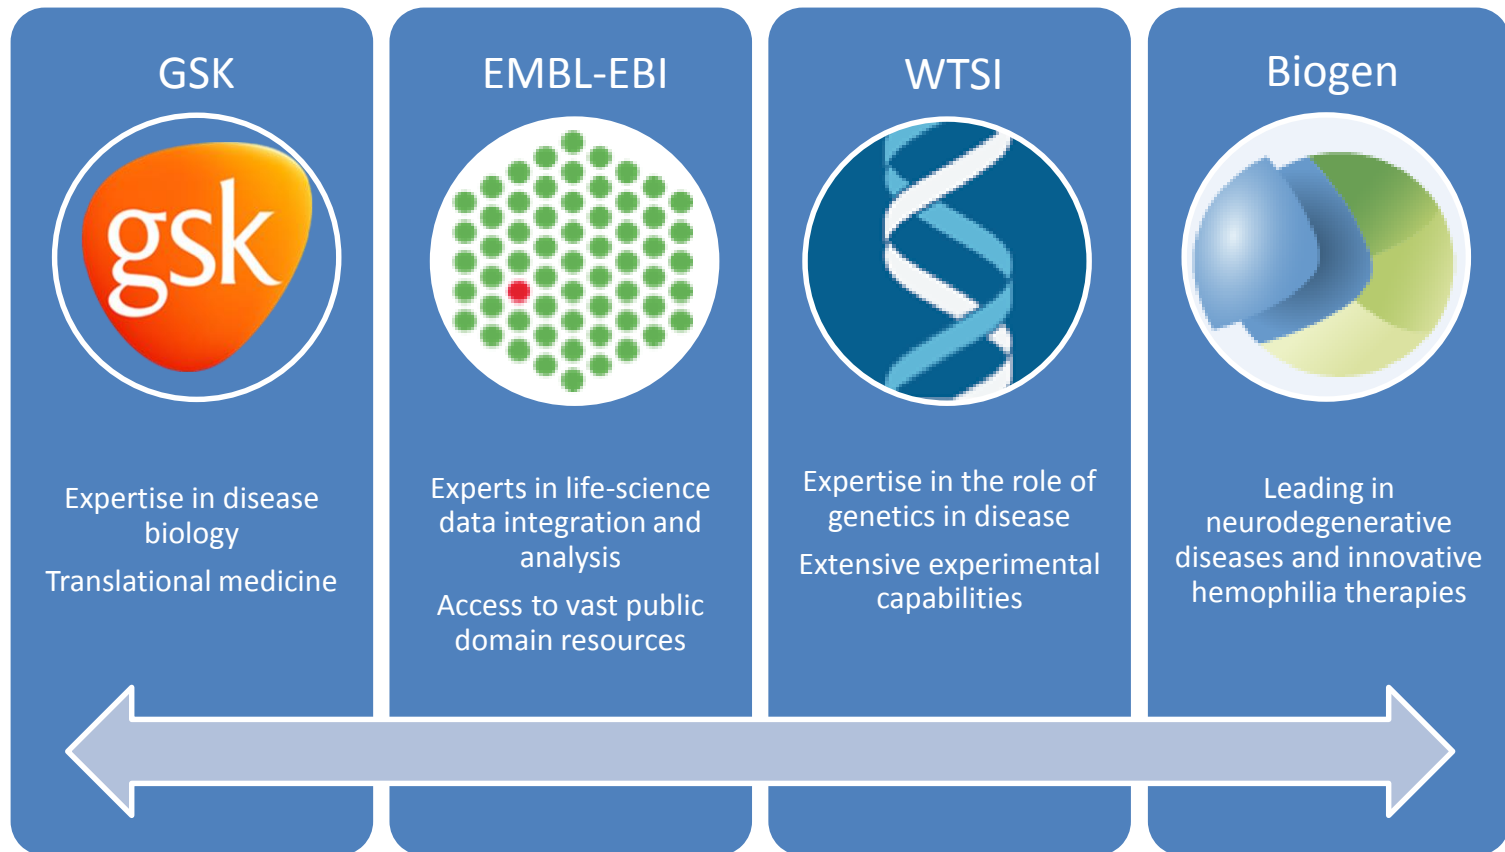 GSK
gsk
Expertise in disease
biology
Translational medicine
EMBL-EBI
Experts in life-science
data integration and
analysis
Access to vast public
domain resources
WTSI
Expertise in the role of
genetics in disease
Extensive experimental
capabilities
Biogen
Leading in
neurodegenerative
diseases and innovative
hemophilia therapies